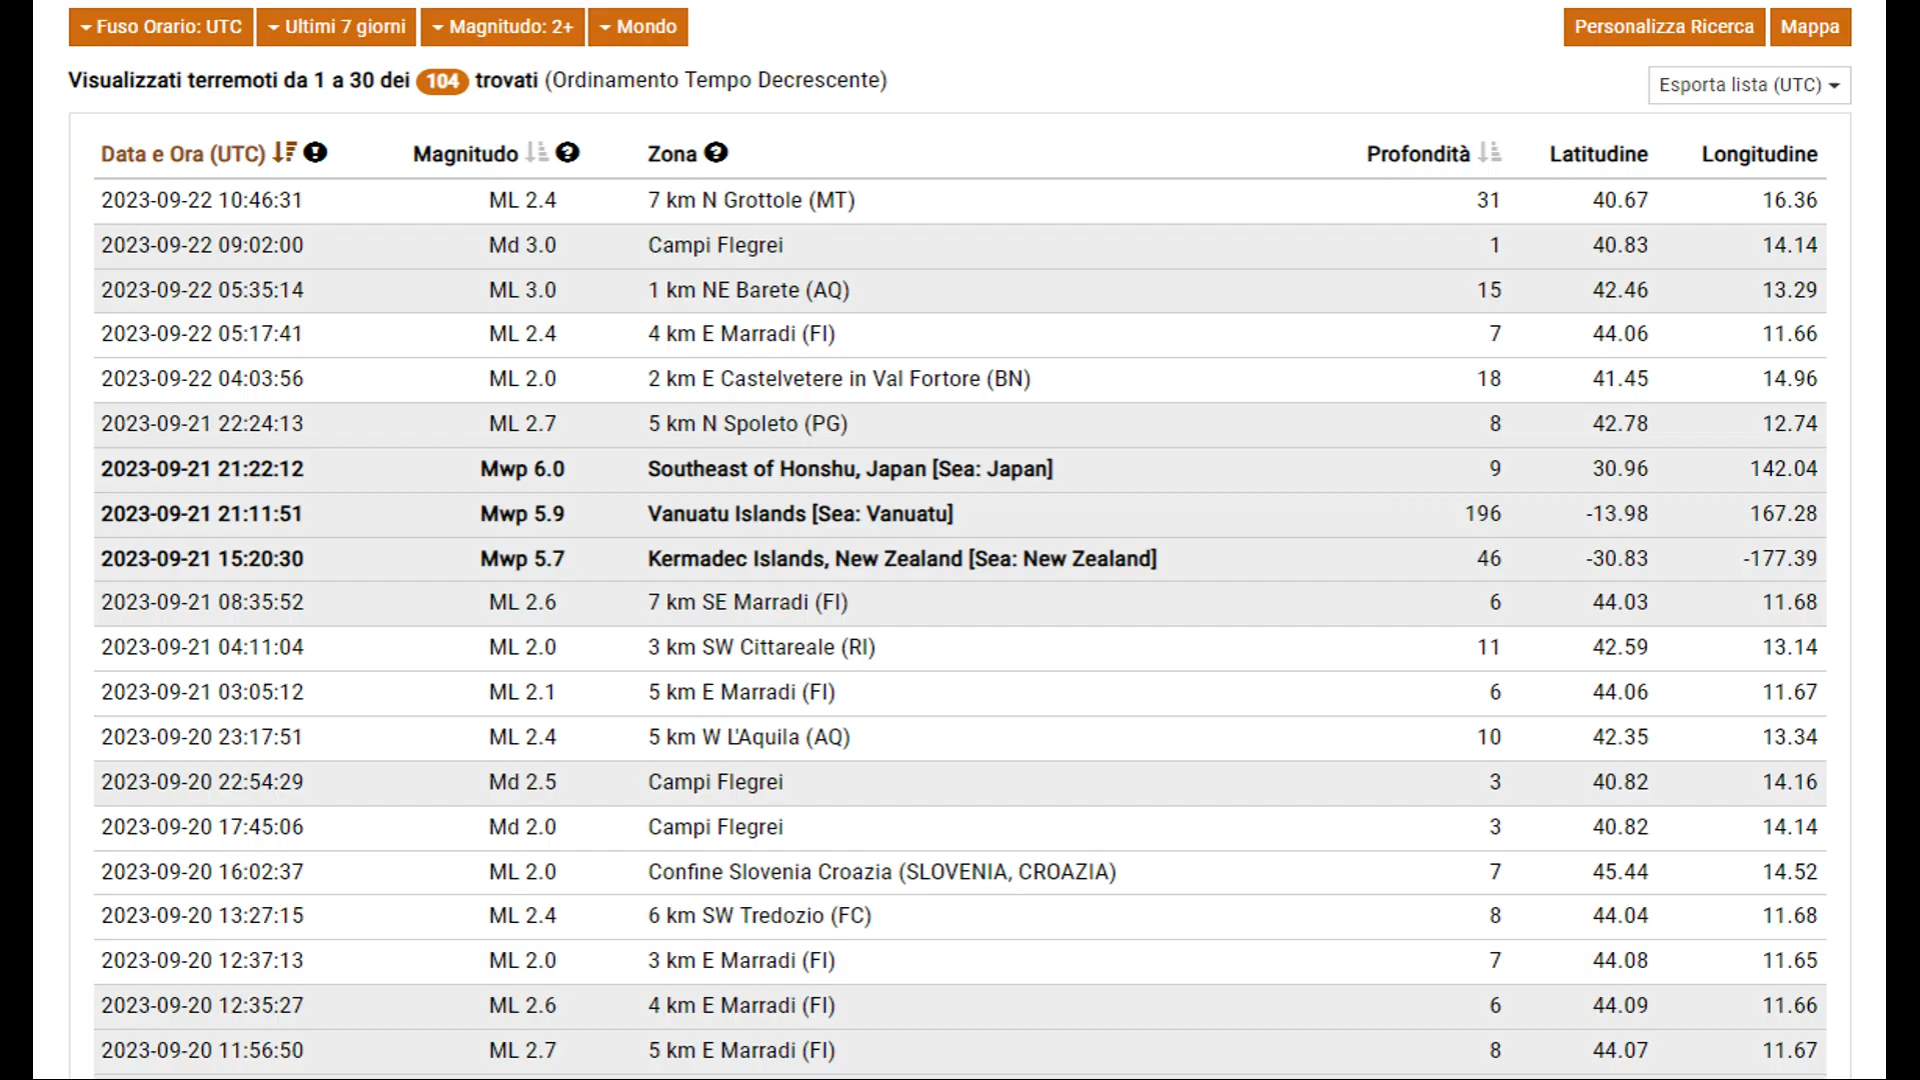 Fuso Orario: UTC Ultimi 7 giorni Magnitudo: 2+ Mondo Personalizza Ricerca Mappa
Visualizzati terremoti da 1 a 30 dei 104 trovati (Ordinamento Tempo Decrescente) Esporta lista (UTC)
Data e Ora (UTC) Magnitudo Zona Profondità Latitudine Longitudine
2023-09-22 10:46:31 ML 2.4 7 km N Grottole (MT) 31 40.67 16.36
2023-09-22 09:02:00 Md 3.0 Campi Flegrei 1 40.83 14.14
2023-09-22 05:35:14 ML 3.0 1 km NE Barete (AQ) 15 42.46 13.29
2023-09-22 05:17:41 ML 2.4 4 km E Marradi (FI) 7 44.06 11.66
2023-09-22 04:03:56 ML 2.0 2 km E Castelvetere in Val Fortore (BN) 18 41.45 14.96
2023-09-21 22:24:13 ML 2.7 5 km N Spoleto (PG) 8 42.78 12.74
2023-09-21 21:22:12 Mwp 6.0 Southeast of Honshu, Japan [Sea: Japan] 9 30.96 142.04
2023-09-21 21:11:51 Mwp 5.9 Vanuatu Islands [Sea: Vanuatu] 196 -13.98 167.28
2023-09-21 15:20:30 Mwp 5.7 Kermadec Islands, New Zealand [Sea: New Zealand] 46 -30.83 -177.39
2023-09-21 08:35:52 ML 2.6 7 km SE Marradi (FI) 6 44.03 11.68
2023-09-21 04:11:04 ML 2.0 3 km SW Cittareale (RI) 11 42.59 13.14
2023-09-21 03:05:12 ML 2.1 5 km E Marradi (FI) 6 44.06 11.67
2023-09-20 23:17:51 ML 2.4 5 km W L'Aquila (AQ) 10 42.35 13.34
2023-09-20 22:54:29 Md 2.5 Campi Flegrei 3 40.82 14.16
2023-09-20 17:45:06 Md 2.0 Campi Flegrei 3 40.82 14.14
2023-09-20 16:02:37 ML 2.0 Confine Slovenia Croazia (SLOVENIA, CROAZIA) 7 45.44 14.52
2023-09-20 13:27:15 ML 2.4 6 km SW Tredozio (FC) 8 44.04 11.68
2023-09-20 12:37:13 ML 2.0 3 km E Marradi (FI) 7 44.08 11.65
2023-09-20 12:35:27 ML 2.6 4 km E Marradi (FI) 6 44.09 11.66
2023-09-20 11:56:50 ML 2.7 5 km E Marradi (FI) 8 44.07 11.67